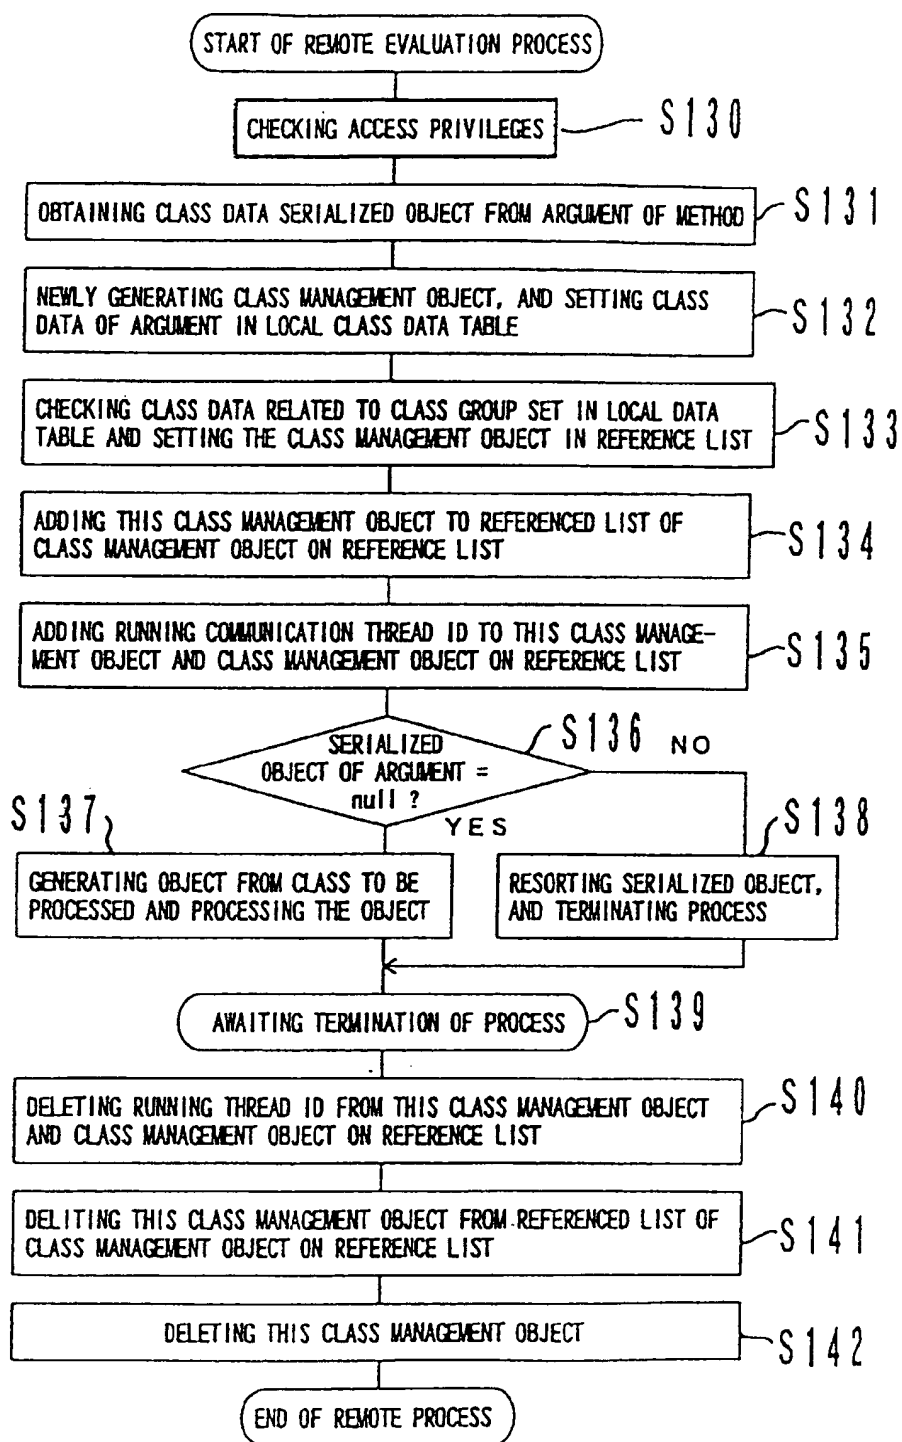 START OF REMOTE EVALUATION PROCESS
CHECKING ACCESS PRIVILEGES
S130
OBTAINING CLASS DATA SERIALIZED OBJECT FROM ARGUMENT OF METHOD
S131
NEWLY GENERATING CLASS MANAGEMENT OBJECT, AND SETTING CLASS
DATA OF ARGUMENT IN LOCAL CLASS DATA TABLE
S132
CHECKING CLASS DATA RELATED TO CLASS GROUP SET IN LOCAL DATA
TABLE AND SETTING THE CLASS MANAGEMENT OBJECT IN REFERENCE LIST
S133
ADDING THIS CLASS MANAGEMENT OBJECT TO REFERENCED LIST OF
CLASS MANAGEMENT OBJECT ON REFERENCE LIST
S134
ADDING RUNNING COMMUNICATION THREAD ID TO THIS CLASS MANAGE-
MENT OBJECT AND CLASS MANAGEMENT OBJECT ON REFERENCE LIST
S135
SERIALIZED
OBJECT OF ARGUMENT =
null ?
S136
NO
YES
S137
GENERATING OBJECT FROM CLASS TO BE
PROCESSED AND PROCESSING THE OBJECT
S138
RESORTING SERIALIZED OBJECT,
AND TERMINATING PROCESS
AWAITING TERMINATION OF PROCESS
S139
DELETING RUNNING THREAD ID FROM THIS CLASS MANAGEMENT OBJECT
AND CLASS MANAGEMENT OBJECT ON REFERENCE LIST
S140
DELITING THIS CLASS MANAGEMENT OBJECT FROM REFERENCED LIST OF
CLASS MANAGEMENT OBJECT ON REFERENCE LIST
S141
DELETING THIS CLASS MANAGEMENT OBJECT
S142
END OF REMOTE PROCESS